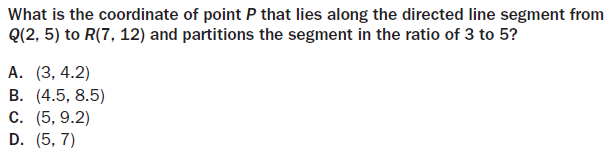 What is the coordinate of point P that lies along the directed line segment from
Q(2, 5) to R(7, 12) and partitions the segment in the ratio of 3 to 5?
A. (3, 4.2)
B. (4.5, 8.5)
C. (5, 9.2)
D. (5, 7)